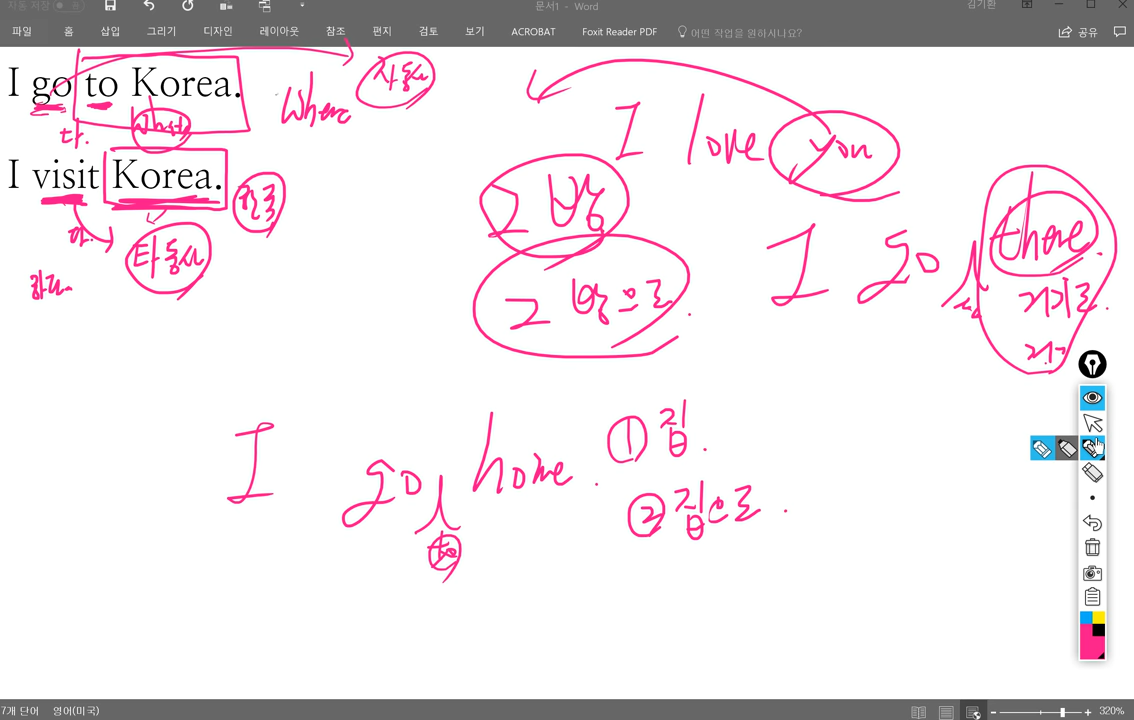 자동 저장
문서1 - Word
김기환
파일 홈 삽입 그리기 디자인 레이아웃 참조 편지 검토 보기 ACROBAT Foxit Reader PDF 어떤 작업을 원하시나요? 공유
I go to Korea.
Where
자동사
타.
I love you
I visit Korea.
한국
타동사
그 방
그 방으로.
I go there.
거기로.
I go home.
to
① 집.
② 집으로.
7개 단어 영어(미국)
320%